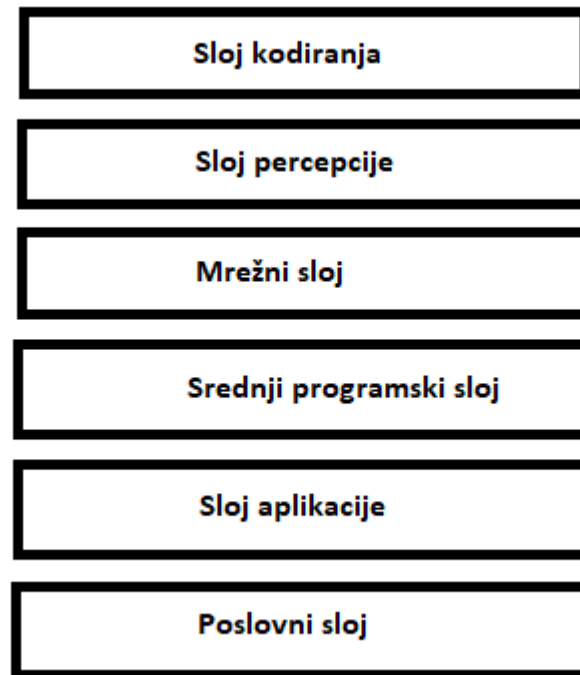 Sloj kodiranja
Sloj percepcije
Mrežni sloj
Srednji programski sloj
Sloj aplikacije
Poslovni sloj